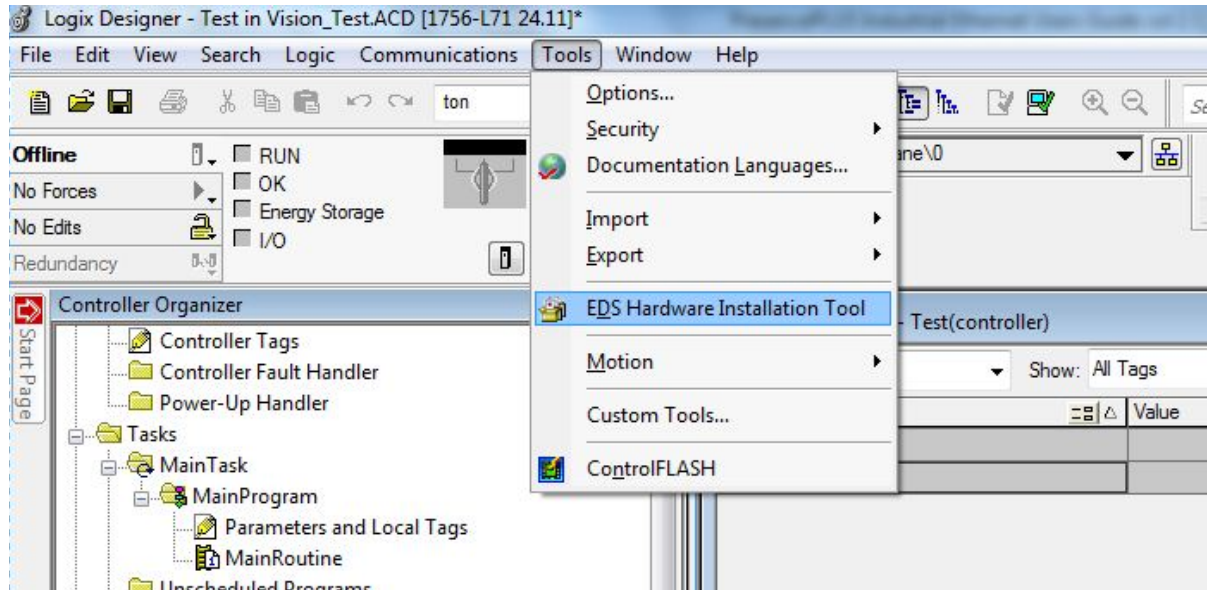 Logix Designer - Test in Vision_Test.ACD [1756-L71 24.11]*
File Edit View Search Logic Communications Tools Window Help
ton
Options...
Security
Documentation Languages...
Import
Export
EDS Hardware Installation Tool
Motion
Custom Tools...
ControlFLASH
Offline
RUN
No Forces
OK
No Edits
Energy Storage
Redundancy
I/O
ane\0
Start Page
Controller Organizer
Controller Tags
Controller Fault Handler
Power-Up Handler
Tasks
MainTask
MainProgram
Parameters and Local Tags
MainRoutine
Unscheduled Programs
- Test(controller)
Show: All Tags
Value